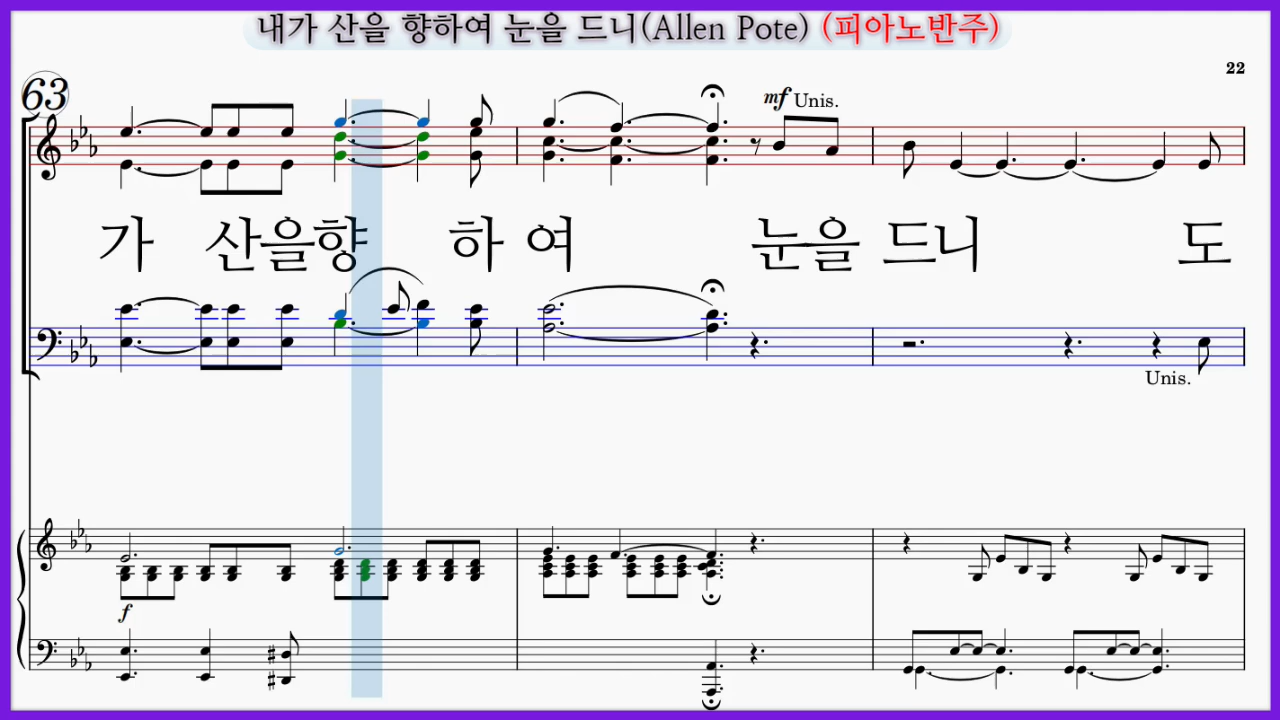 내가 산을 향하여 눈을 드니(Allen Pote) (피아노반주)
22
63
mf Unis.
가 산을향 하 여 눈을 드니 도
Unis.
f